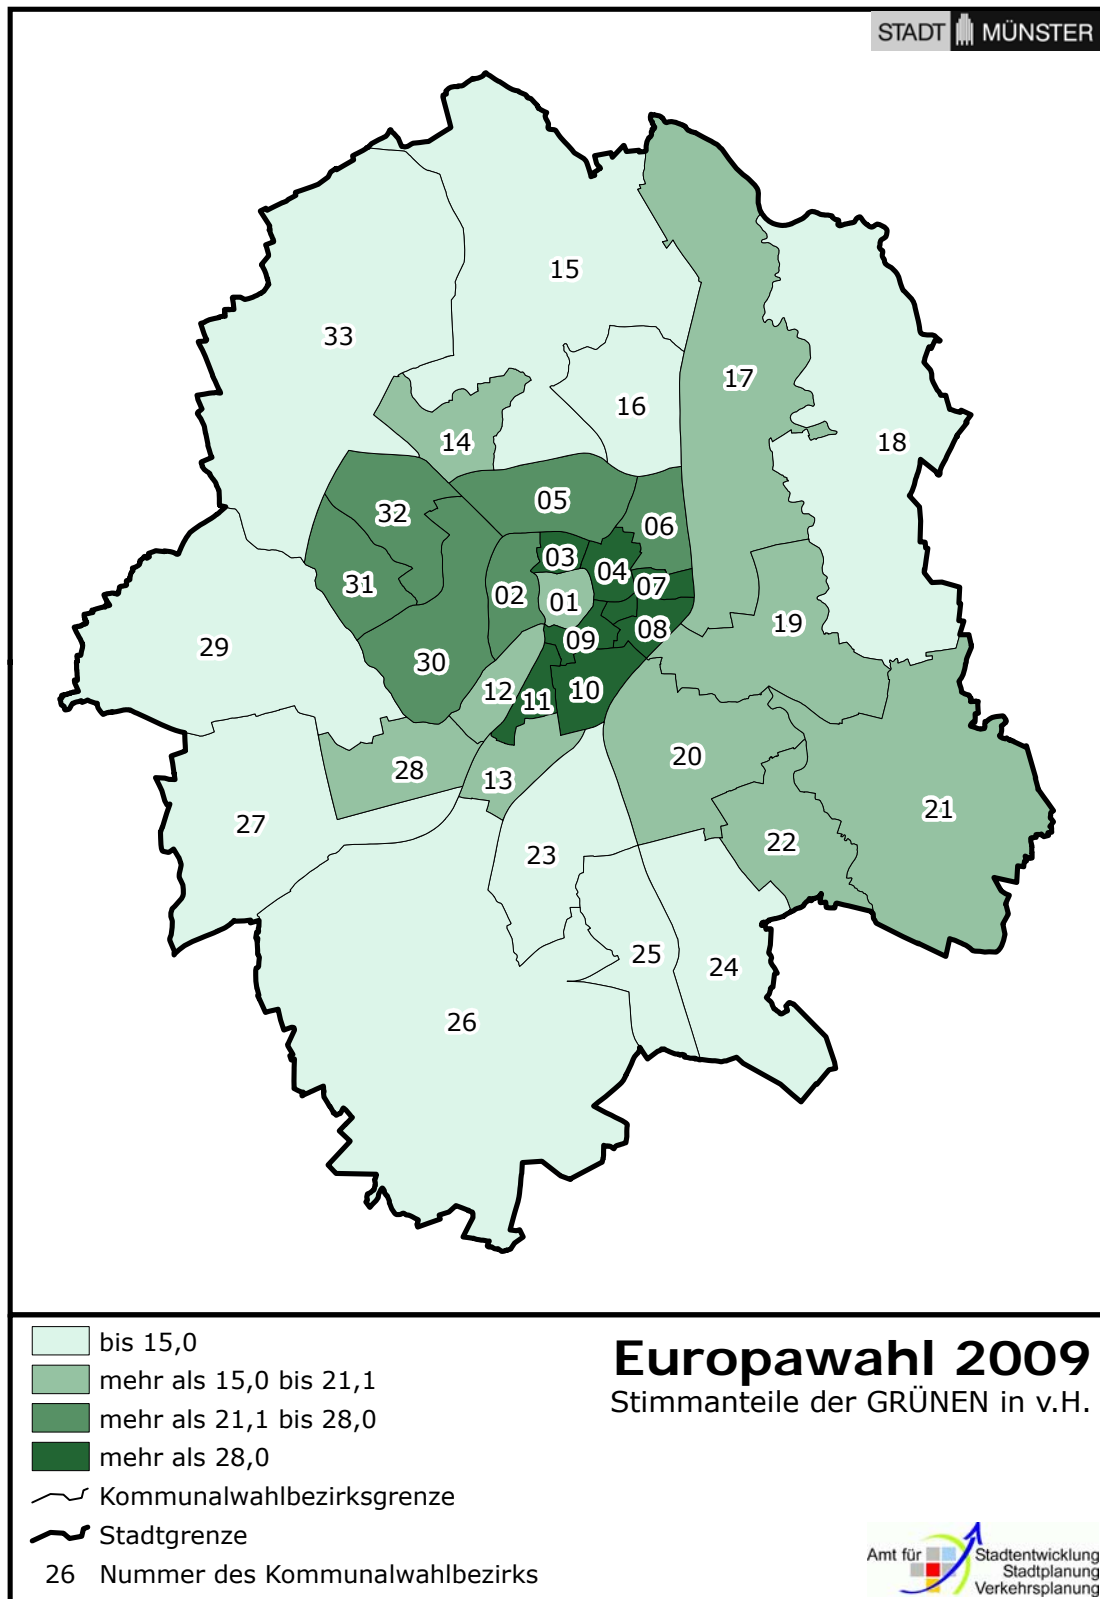 STADT MÜNSTER
15
33
17
16
14
18
05
32
06
03
04
31
07
02
01
19
08
09
29
30
12
10
11
20
28
13
21
27
22
23
25
24
26
bis 15,0
mehr als 15,0 bis 21,1
mehr als 21,1 bis 28,0
mehr als 28,0
Kommunalwahlbezirksgrenze
Stadtgrenze
26 Nummer des Kommunalwahlbezirks
Europawahl 2009
Stimmanteile der GRÜNEN in v.H.
Amt für Stadtentwicklung
Stadtplanung
Verkehrsplanung